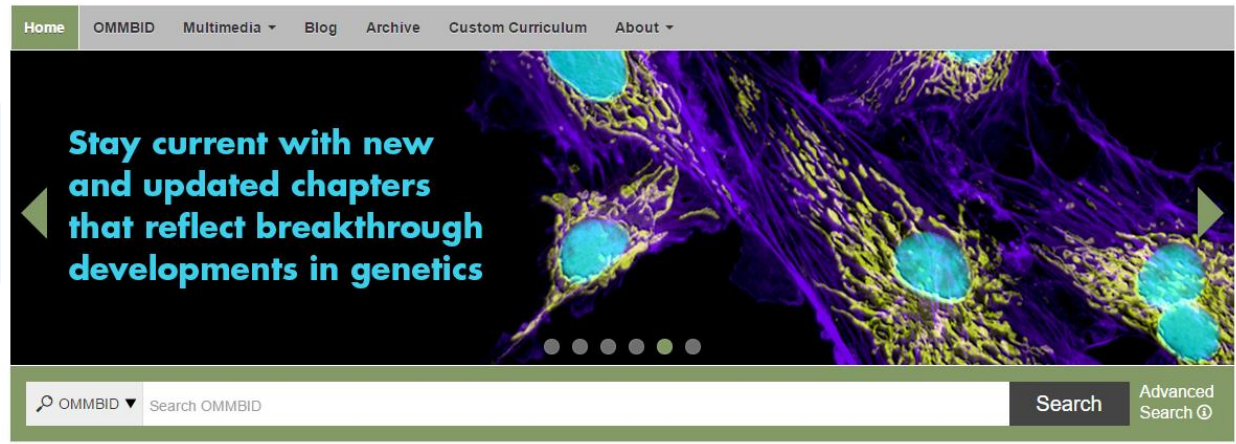 Home OMMBID Multimedia Blog Archive Custom Curriculum About
Stay current with new
and updated chapters
that reflect breakthrough
developments in genetics
OMMBID Search OMMBID Search Advanced
Search